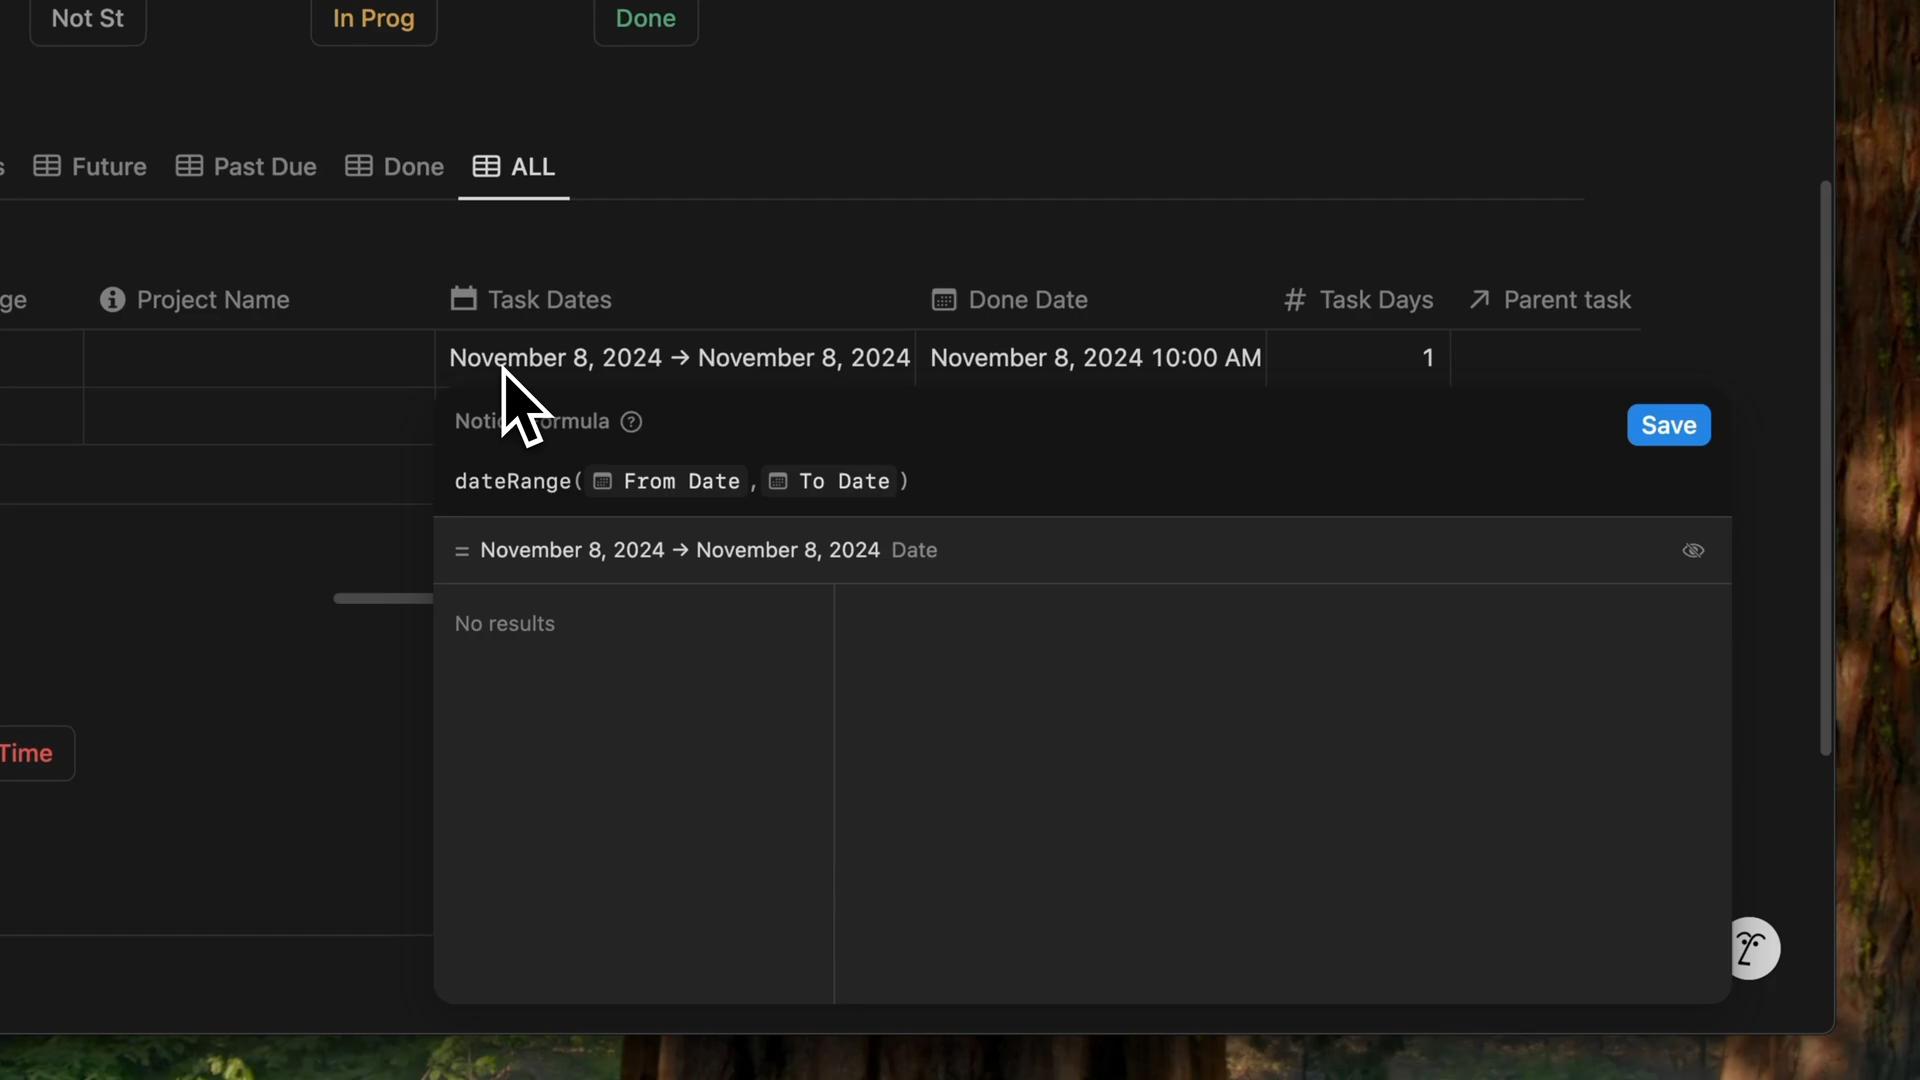 Not St In Prog Done
s Future Past Due Done ALL
ge Project Name Task Dates Done Date # Task Days Parent task
November 8, 2024 → November 8, 2024 November 8, 2024 10:00 AM 1
Save
dateRange( From Date , To Date )
= November 8, 2024 → November 8, 2024 Date
No results
Time